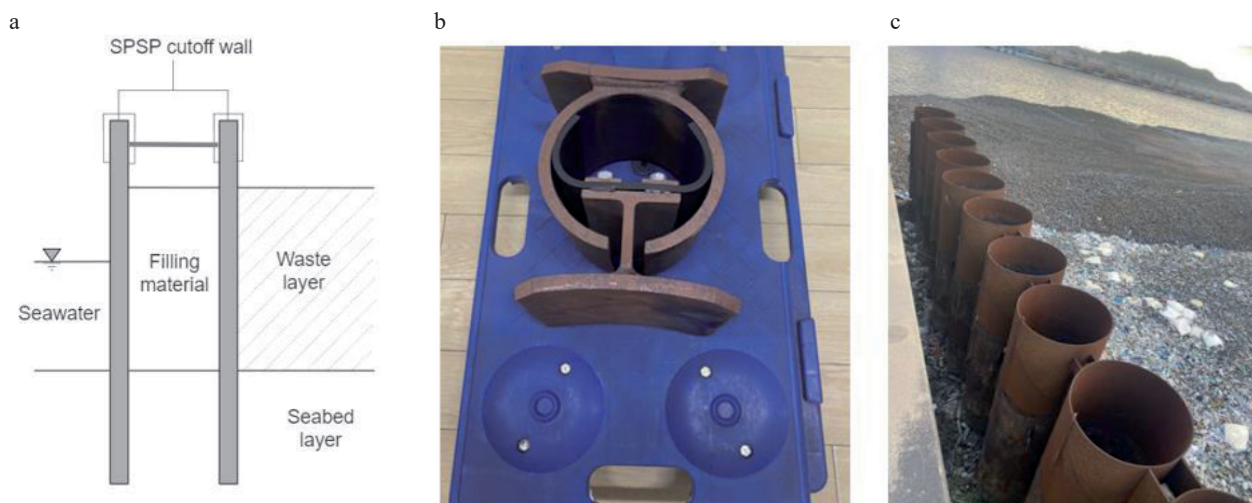 a
SPSP cutoff wall
Filling
material
Waste
layer
Seawater
Seabed
layer
b
c